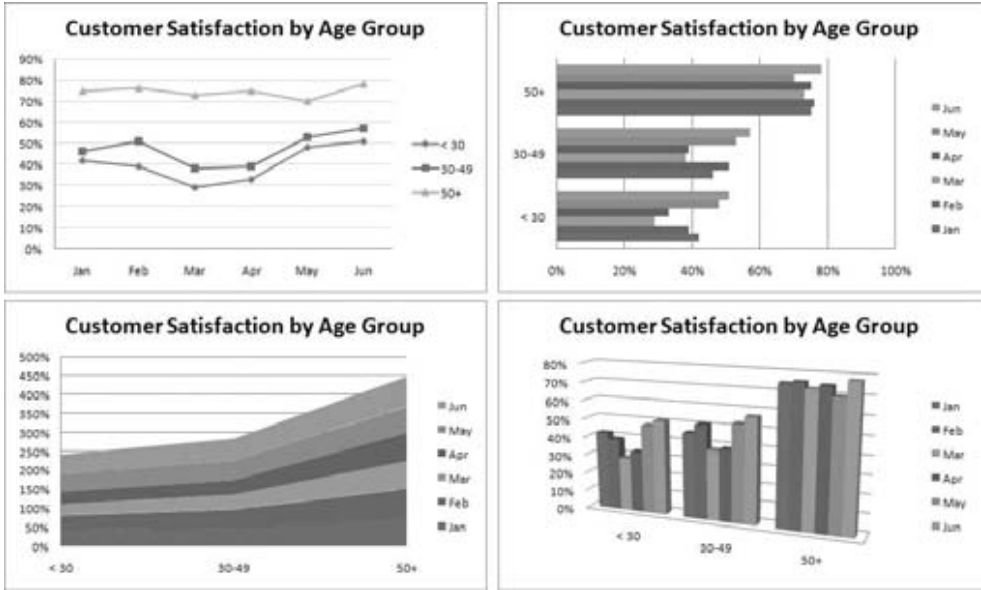 Customer Satisfaction by Age Group
90%
80%
70%
60%
50%
40%
30%
20%
10%
0%
Jan Feb Mar Apr May Jun
< 30
30-49
50+
Customer Satisfaction by Age Group
50+
30-49
< 30
0% 20% 40% 60% 80% 100%
Jun
May
Apr
Mar
Feb
Jan
Customer Satisfaction by Age Group
500%
450%
400%
350%
300%
250%
200%
150%
100%
50%
0%
< 30 30-49 50+
Jun
May
Apr
Mar
Feb
Jan
Customer Satisfaction by Age Group
80%
70%
60%
50%
40%
30%
20%
10%
0%
< 30
30-49
50+
Jan
Feb
Mar
Apr
May
Jun